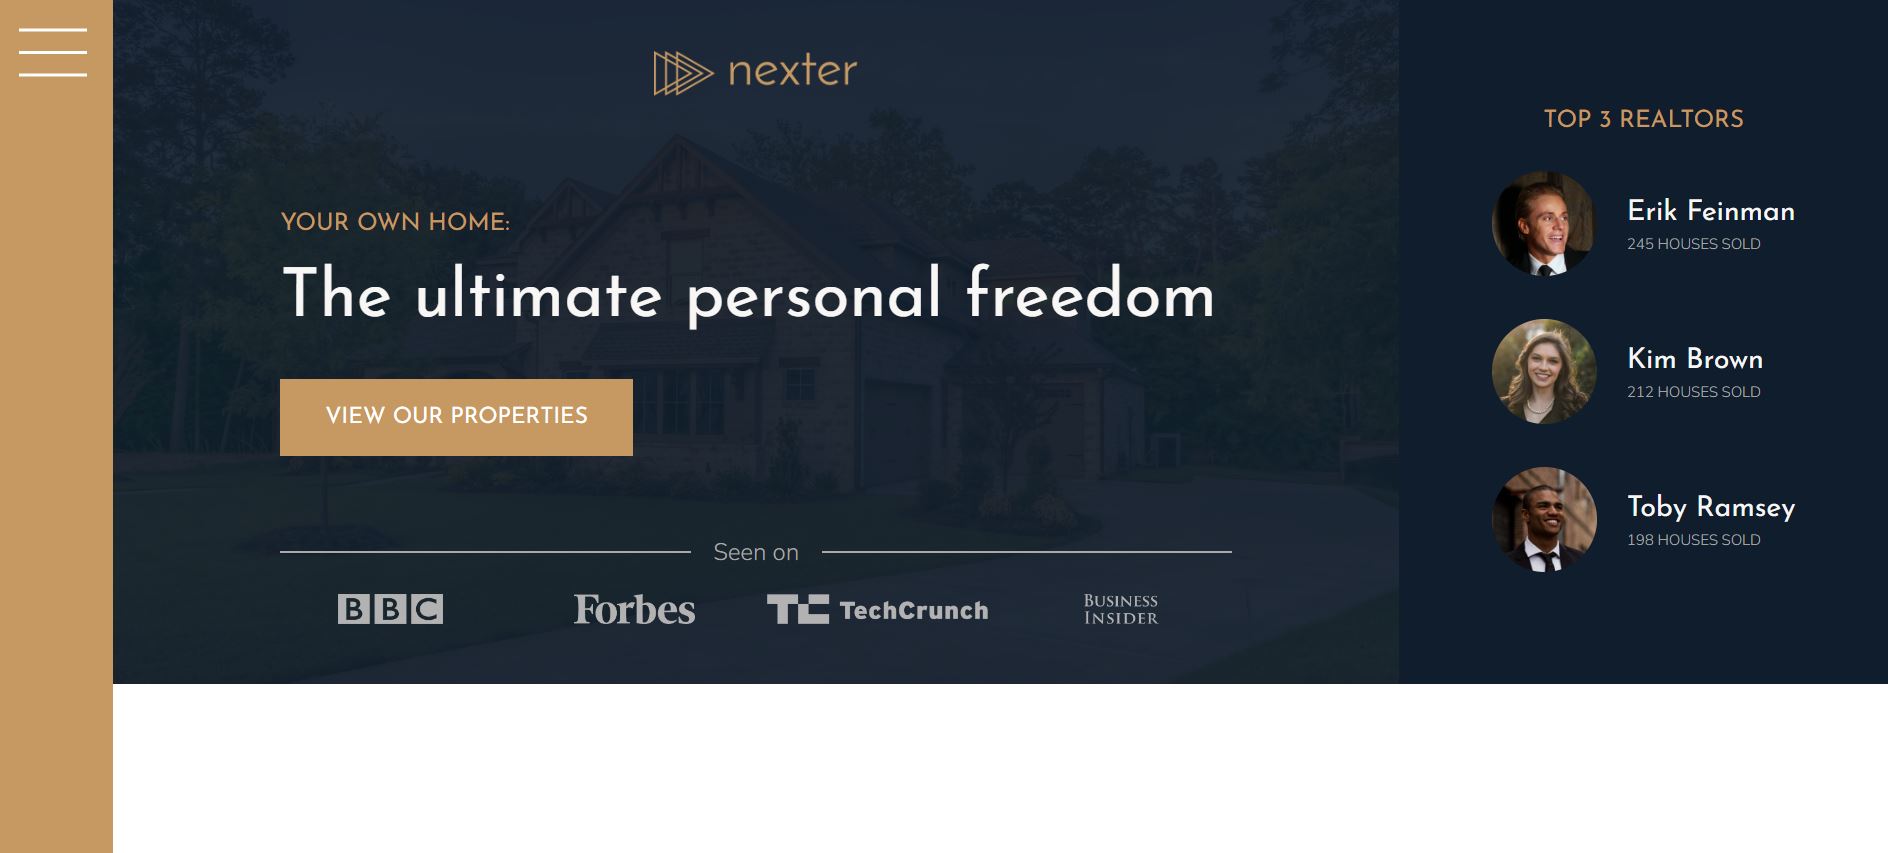 nexter
YOUR OWN HOME:
The ultimate personal freedom
VIEW OUR PROPERTIES
Seen on
BBC
Forbes
TC TechCrunch
BUSINESS
INSIDER
TOP 3 REALTORS
Erik Feinman
245 HOUSES SOLD
Kim Brown
212 HOUSES SOLD
Toby Ramsey
198 HOUSES SOLD